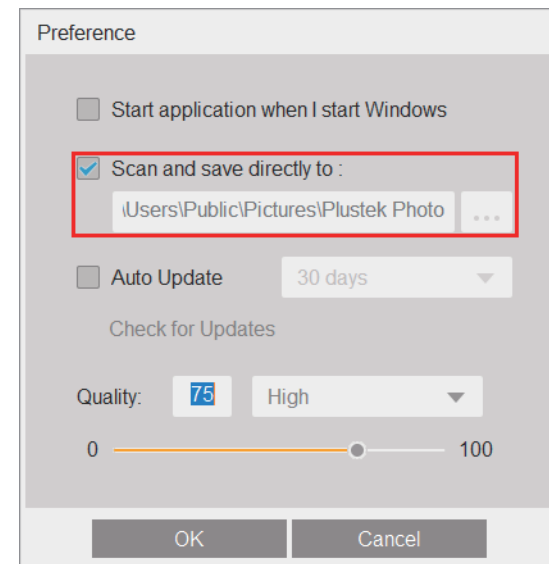 Preference
Start application when I start Windows
Scan and save directly to :
\Users\Public\Pictures\Plustek Photo ...
Auto Update 30 days
Check for Updates
Quality: 75 High
0 100
OK Cancel